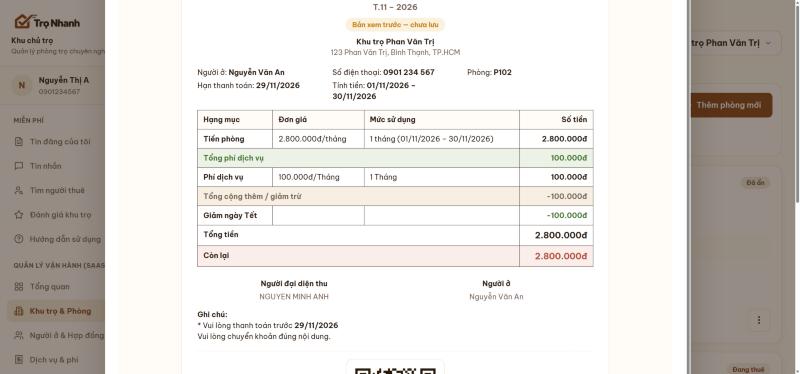 T.11 – 2026
Bản xem trước — chưa lưu
Khu trọ Phan Văn Trị
123 Phan Văn Trị, Bình Thạnh, TP.HCM
Người ở: Nguyễn Văn An
Số điện thoại: 0901 234 567
Phòng: P102
Hạn thanh toán: 29/11/2026
Tính tiền: 01/11/2026 –
30/11/2026
Hạng mục Đơn giá Mức sử dụng Số tiền
Tiền phòng 2.800.000đ/tháng 1 tháng (01/11/2026 – 30/11/2026) 2.800.000đ
Tổng phí dịch vụ 100.000đ
Phí dịch vụ 100.000đ/Tháng 1 Tháng 100.000đ
Tổng cộng thêm / giảm trừ -100.000đ
Giảm ngày Tết -100.000đ
Tổng tiền 2.800.000đ
Còn lại 2.800.000đ
Người đại diện thu
NGUYEN MINH ANH
Người ở
Nguyễn Văn An
Ghi chú:
* Vui lòng thanh toán trước 29/11/2026
Vui lòng chuyển khoản đúng nội dung.
Trọ Nhanh
Khu chủ trọ
Quản lý phòng trọ chuyên ngh
N
Nguyễn Thị A
0901234567
MIỄN PHÍ
Tin đăng của tôi
Tin nhắn
Tìm người thuê
Đánh giá khu trọ
Hướng dẫn sử dụng
QUẢN LÝ VẬN HÀNH (SAAS
Tổng quan
Khu trọ & Phòng
Người ở & Hợp đồng
Dịch vụ & phí
trọ Phan Văn Trị
Thêm phòng mới
Đã ẩn
Đang thuê